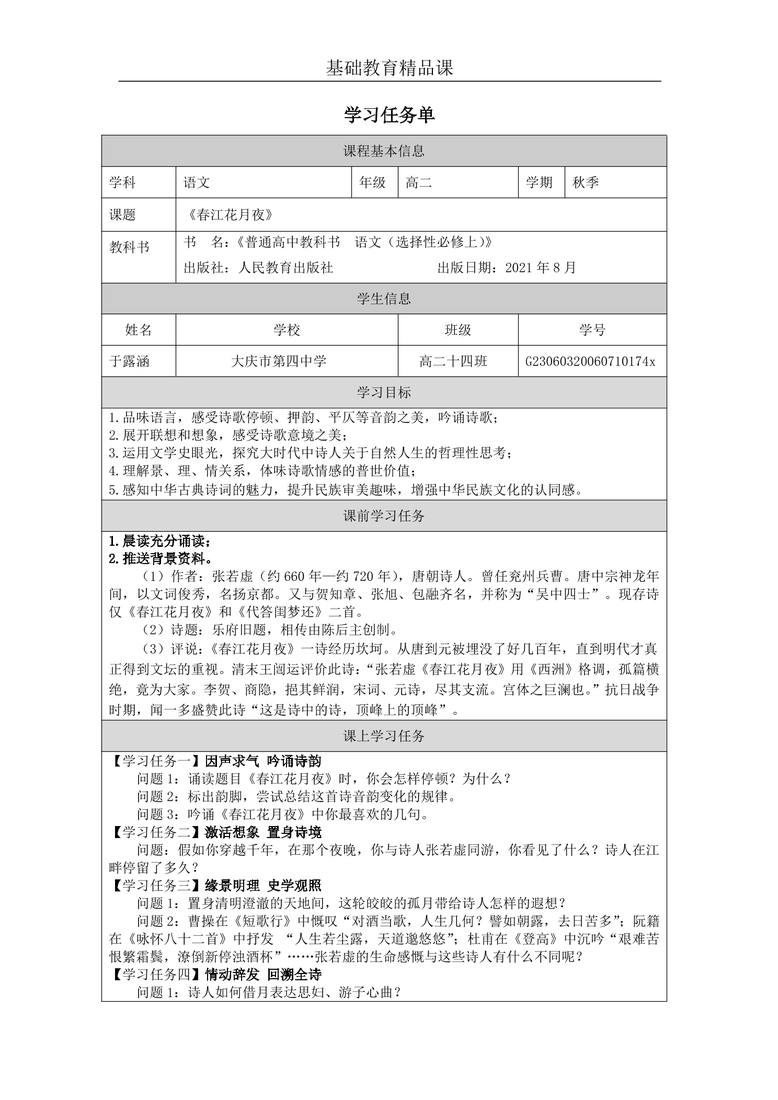 基础教育精品课
学习任务单
课程基本信息
学科 语文 年级 高二 学期 秋季
课题 《春江花月夜》
教科书 书 名：《普通高中教科书 语文（选择性必修上）》
出版社：人民教育出版社 出版日期：2021 年 8 月
学生信息
姓名 学校 班级 学号
于露涵 大庆市第四中学 高二十四班 G23060320060710174x
学习目标
1.品味语言，感受诗歌停顿、押韵、平仄等音韵之美，吟诵诗歌；
2.展开联想和想象，感受诗歌意境之美；
3.运用文学史眼光，探究大时代中诗人关于自然人生的哲理性思考；
4.理解景、理、情关系，体味诗歌情感的普世价值；
5.感知中华古典诗词的魅力，提升民族审美趣味，增强中华民族文化的认同感。
课前学习任务
1.晨读充分诵读；
2.推送背景资料。
（1）作者：张若虚（约 660 年—约 720 年），唐朝诗人。曾任兖州兵曹。唐中宗神龙年
间，以文词俊秀，名扬京都。又与贺知章、张旭、包融齐名，并称为“吴中四士”。现存诗
仅《春江花月夜》和《代答闺梦还》二首。
（2）诗题：乐府旧题，相传由陈后主创制。
（3）评说：《春江花月夜》一诗经历坎坷。从唐到元被埋没了好几百年，直到明代才真
正得到文坛的重视。清末王闿运评价此诗：“张若虚《春江花月夜》用《西洲》格调，孤篇横
绝，竟为大家。李贺、商隐，挹其鲜润，宋词、元诗，尽其支流。宫体之巨澜也。”抗日战争
时期，闻一多盛赞此诗“这是诗中的诗，顶峰上的顶峰”。
课上学习任务
【学习任务一】因声求气 吟诵诗韵
问题 1：诵读题目《春江花月夜》时，你会怎样停顿？为什么？
问题 2：标出韵脚，尝试总结这首诗音韵变化的规律。
问题 3：吟诵《春江花月夜》中你最喜欢的几句。
【学习任务二】激活想象 置身诗境
问题：假如你穿越千年，在那个夜晚，你与诗人张若虚同游，你看见了什么？诗人在江
畔停留了多久？
【学习任务三】缘景明理 史学观照
问题 1：置身清明澄澈的天地间，这轮皎皎的孤月带给诗人怎样的遐想？
问题 2：曹操在《短歌行》中慨叹“对酒当歌，人生几何？譬如朝露，去日苦多”；阮籍
在《咏怀八十二首》中抒发 “人生若尘露，天道邈悠悠”；杜甫在《登高》中沉吟“艰难苦
恨繁霜鬓，潦倒新停浊酒杯”……张若虚的生命感慨与这些诗人有什么不同呢？
【学习任务四】情动辞发 回溯全诗
问题 1：诗人如何借月表达思妇、游子心曲？